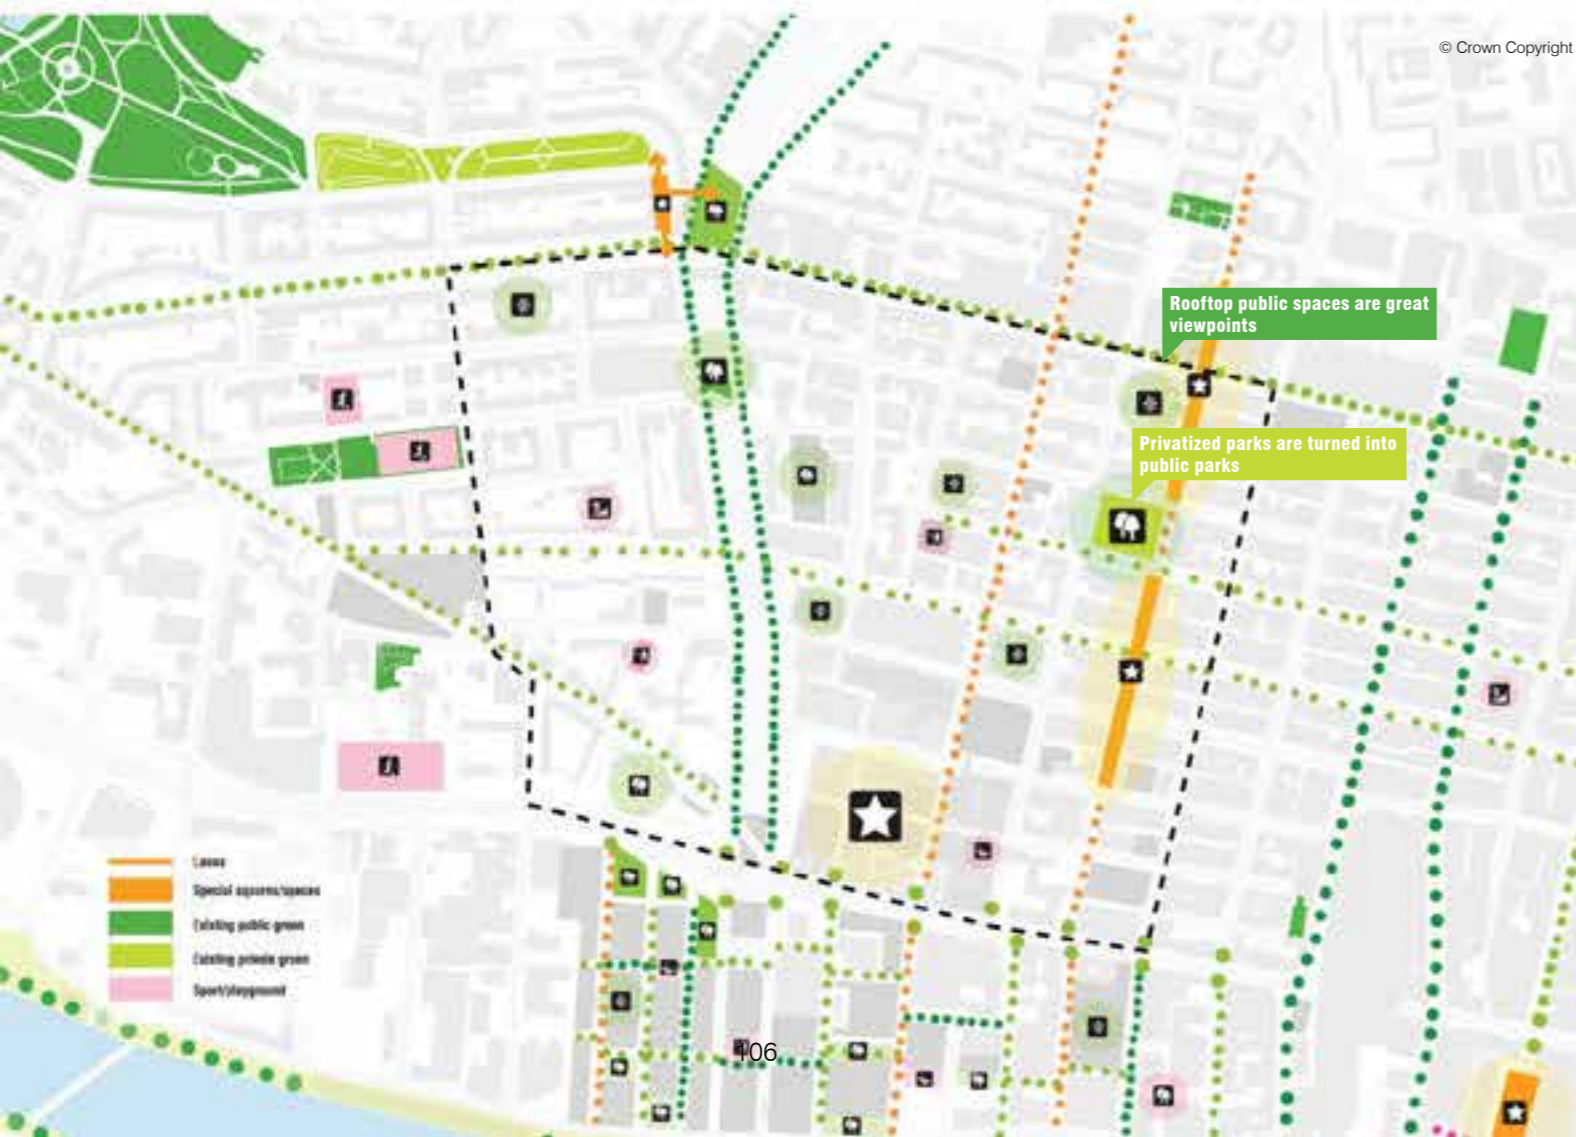 © Crown Copyright
Rooftop public spaces are great
viewpoints
Privatized parks are turned into
public parks
Lanes
Special squares/spaces
Existing public green
Existing private green
Sport/playground
106